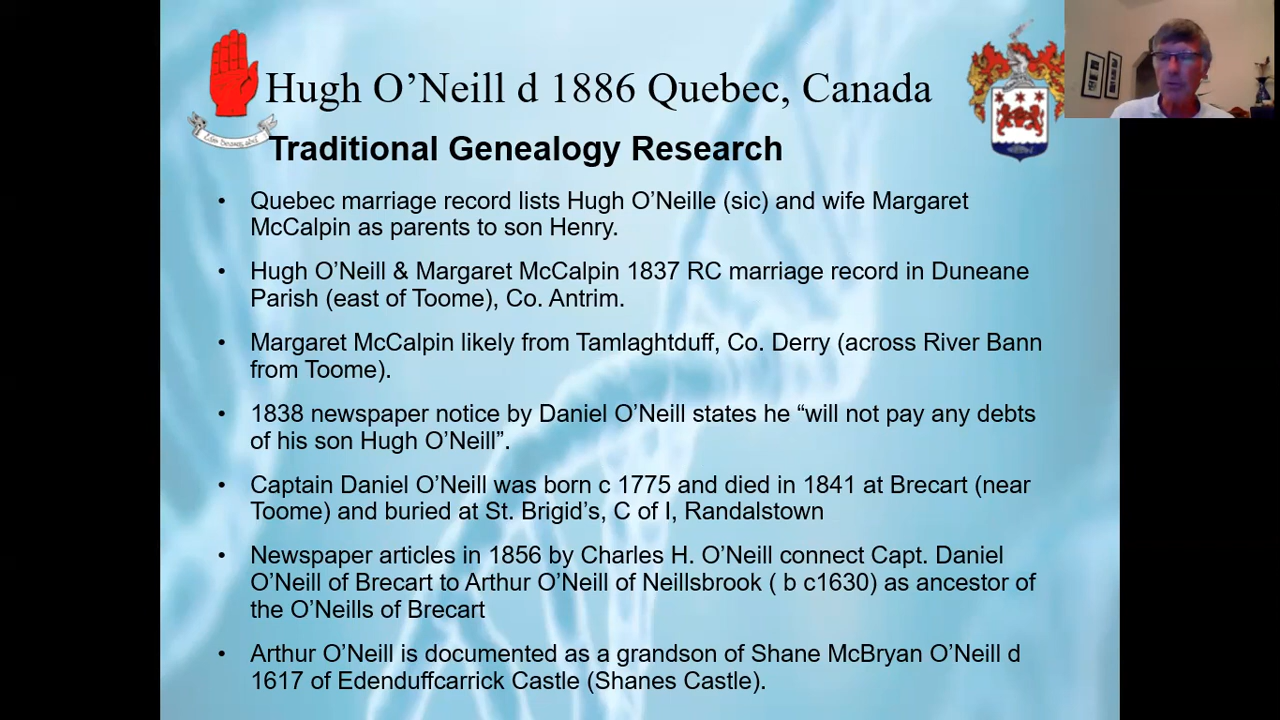 Hugh O’Neill d 1886 Quebec, Canada
Traditional Genealogy Research
• Quebec marriage record lists Hugh O’Neille (sic) and wife Margaret
McCalpin as parents to son Henry.
• Hugh O’Neill & Margaret McCalpin 1837 RC marriage record in Duneane
Parish (east of Toome), Co. Antrim.
• Margaret McCalpin likely from Tamlaghtduff, Co. Derry (across River Bann
from Toome).
• 1838 newspaper notice by Daniel O’Neill states he “will not pay any debts
of his son Hugh O’Neill”.
• Captain Daniel O’Neill was born c 1775 and died in 1841 at Brecart (near
Toome) and buried at St. Brigid’s, C of I, Randalstown
• Newspaper articles in 1856 by Charles H. O’Neill connect Capt. Daniel
O’Neill of Brecart to Arthur O’Neill of Neillsbrook ( b c1630) as ancestor of
the O’Neills of Brecart
• Arthur O’Neill is documented as a grandson of Shane McBryan O’Neill d
1617 of Edenduffcarrick Castle (Shanes Castle).